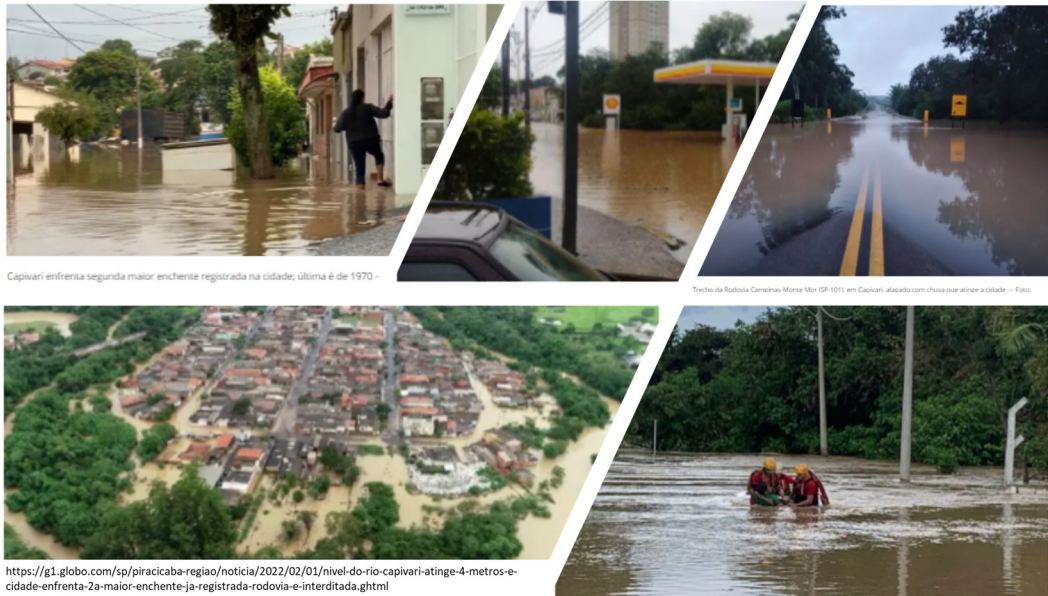 Capivari enfrenta segunda maior enchente registrada na cidade; última é de 1970 –
Trecho da Rodovia Campinas-Monte Mor (SP-101), em Capivari, alagado com chuva que atinge a cidade — Foto:
https://g1.globo.com/sp/piracicaba-regiao/noticia/2022/02/01/nivel-do-rio-capivari-atinge-4-metros-e-
cidade-enfrenta-2a-maior-enchente-ja-registrada-rodovia-e-interditada.ghtml